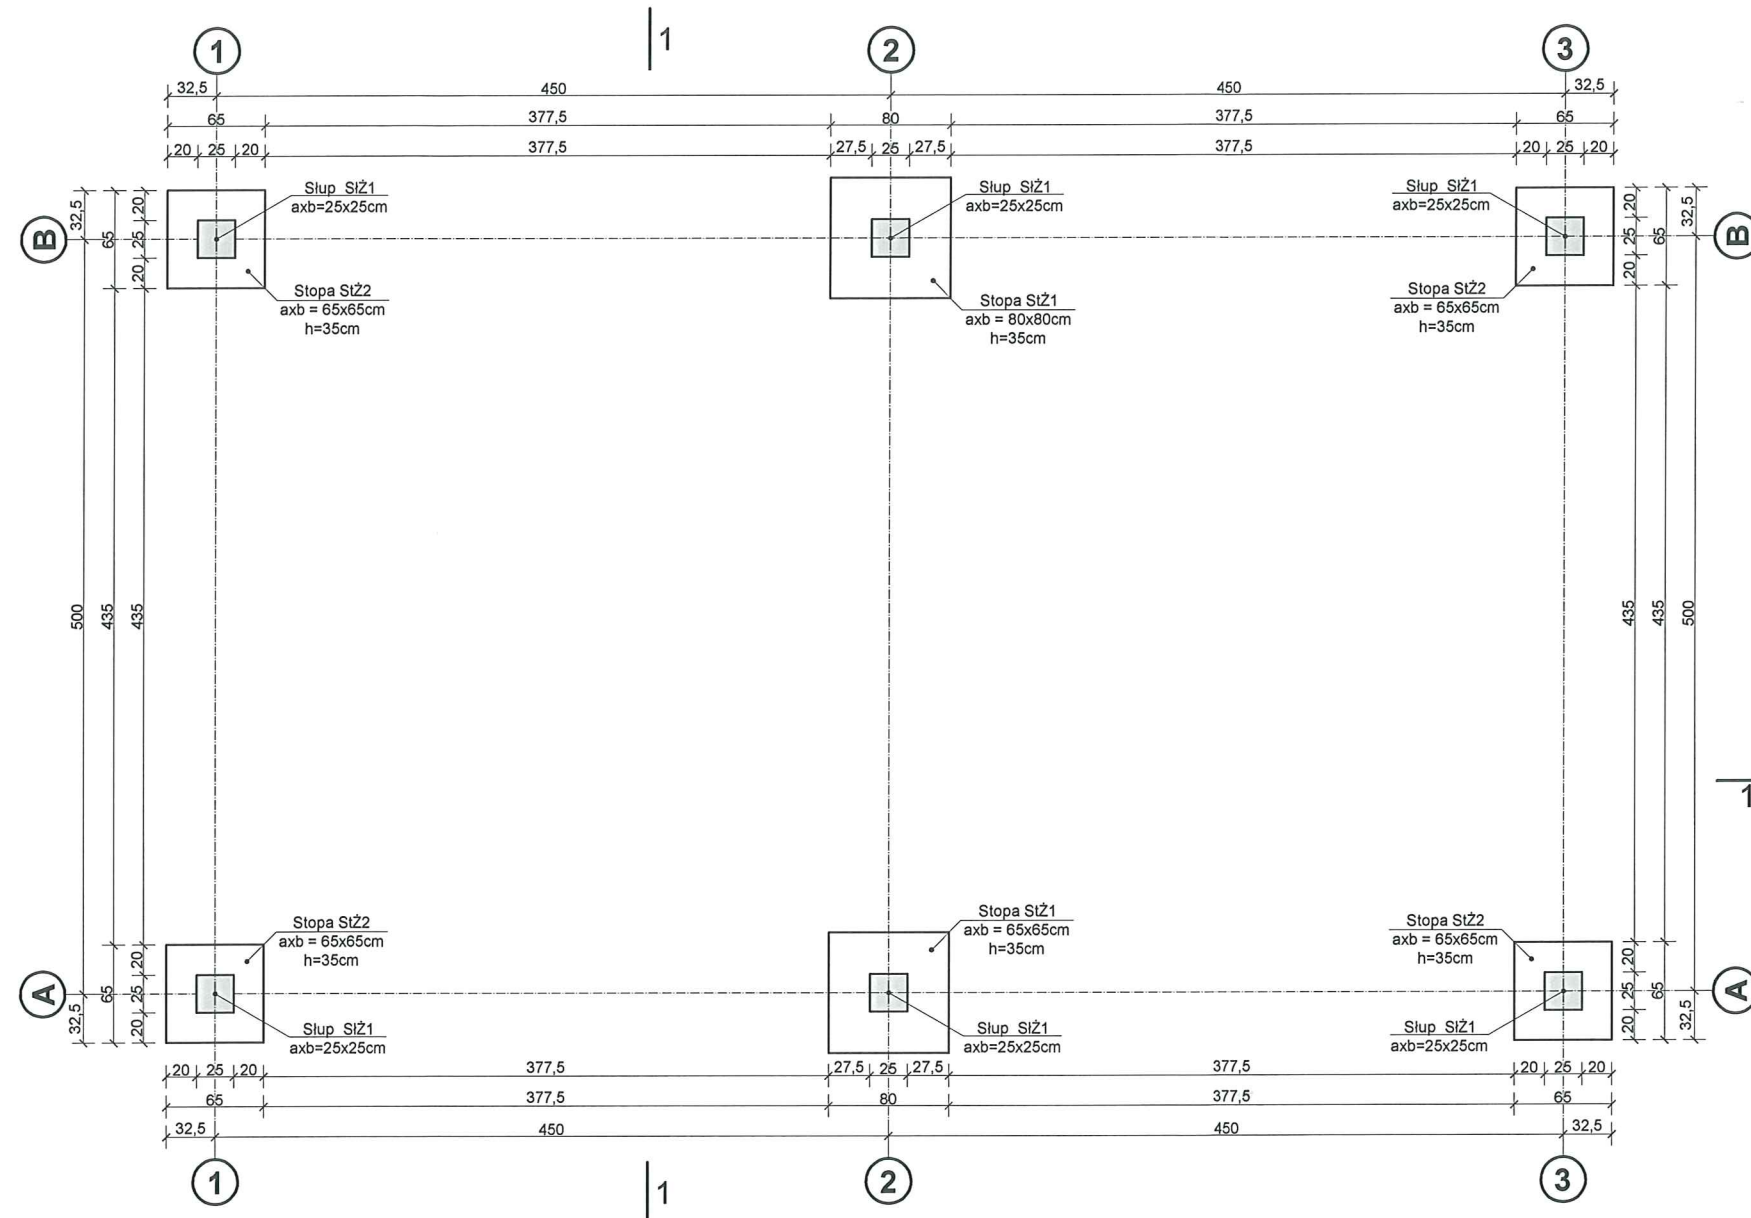 1
1
2
3
32,5
450
450
32,5
65
377,5
80
377,5
65
20
25
20
377,5
27,5
25
27,5
377,5
20
25
20
Słup SłŻ1
axb=25x25cm
Słup SłŻ1
axb=25x25cm
Słup SłŻ1
axb=25x25cm
32,5
65
20
25
20
20
25
20
65
32,5
B
B
Stopa StŻ2
axb = 65x65cm
h=35cm
Stopa StŻ1
axb = 80x80cm
h=35cm
Stopa StŻ2
axb = 65x65cm
h=35cm
500
435
435
435
435
500
1
Stopa StŻ2
axb = 65x65cm
h=35cm
Stopa StŻ1
axb = 65x65cm
h=35cm
Stopa StŻ2
axb = 65x65cm
h=35cm
A
A
32,5
65
20
25
20
20
25
20
65
32,5
Słup SłŻ1
axb=25x25cm
Słup SłŻ1
axb=25x25cm
Słup SłŻ1
axb=25x25cm
20
25
20
377,5
27,5
25
27,5
377,5
20
25
20
65
377,5
80
377,5
65
32,5
450
450
32,5
1
2
3
1